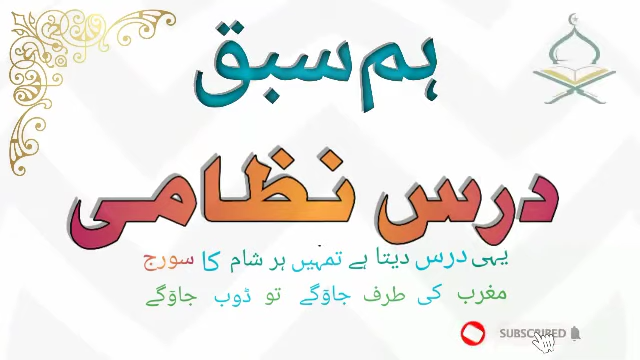 ہم سبق
درس نظامی
یہی درس دیتا ہے تمہیں ہر شام کا سورج
مغرب کی طرف جاؤگے تو ڈوب جاؤگے
SUBSCRIBED